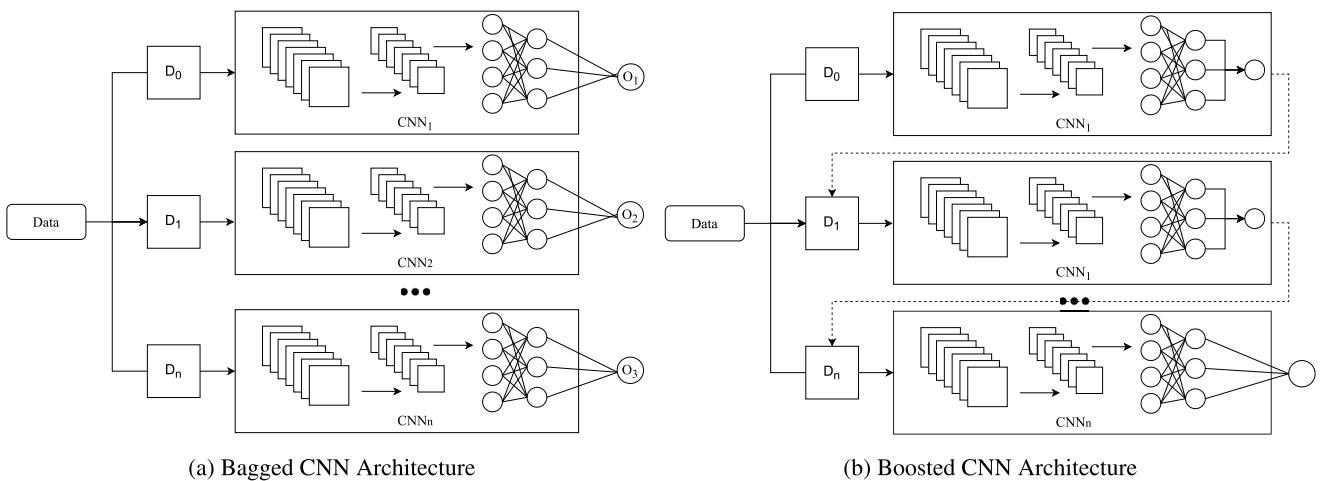 Data
D0
CNN1
O1
D1
CNN2
O2
Dn
CNNn
O3
(a) Bagged CNN Architecture
Data
D0
CNN1
D1
CNN1
Dn
CNNn
(b) Boosted CNN Architecture